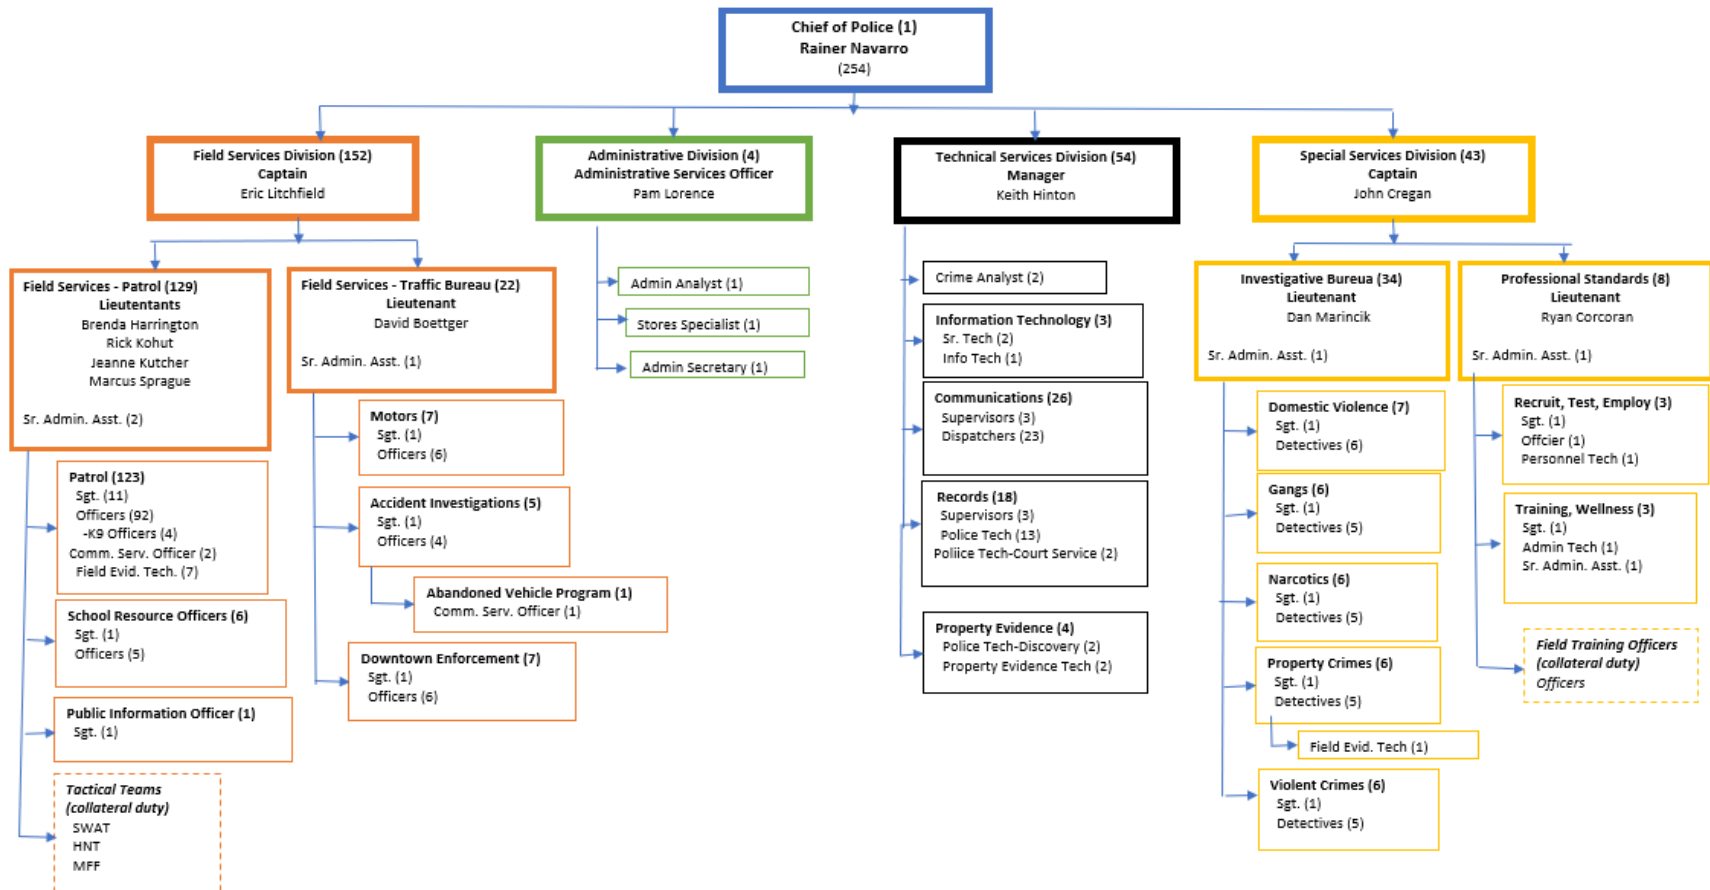 Chief of Police (1)
Rainer Navarro
(254)
Field Services Division (152)
Captain
Eric Litchfield
Administrative Division (4)
Administrative Services Officer
Pam Lorence
Technical Services Division (54)
Manager
Keith Hinton
Special Services Division (43)
Captain
John Cregan
Field Services - Patrol (129)
Lieutentants
Brenda Harrington
Rick Kohut
Jeanne Kutcher
Marcus Sprague
Sr. Admin. Asst. (2)
Patrol (123)
Sgt. (11)
Officers (92)
-K9 Officers (4)
Comm. Serv. Officer (2)
Field Evid. Tech. (7)
School Resource Officers (6)
Sgt. (1)
Officers (5)
Public Information Officer (1)
Sgt. (1)
Tactical Teams
(collateral duty)
SWAT
HNT
MFF
Field Services - Traffic Bureau (22)
Lieutenant
David Boettger
Sr. Admin. Asst. (1)
Motors (7)
Sgt. (1)
Officers (6)
Accident Investigations (5)
Sgt. (1)
Officers (4)
Abandoned Vehicle Program (1)
Comm. Serv. Officer (1)
Downtown Enforcement (7)
Sgt. (1)
Officers (6)
Admin Analyst (1)
Stores Specialist (1)
Admin Secretary (1)
Crime Analyst (2)
Information Technology (3)
Sr. Tech (2)
Info Tech (1)
Communications (26)
Supervisors (3)
Dispatchers (23)
Records (18)
Supervisors (3)
Police Tech (13)
Poliice Tech-Court Service (2)
Property Evidence (4)
Police Tech-Discovery (2)
Property Evidence Tech (2)
Investigative Bureua (34)
Lieutenant
Dan Marincik
Sr. Admin. Asst. (1)
Domestic Violence (7)
Sgt. (1)
Detectives (6)
Gangs (6)
Sgt. (1)
Detectives (5)
Narcotics (6)
Sgt. (1)
Detectives (5)
Property Crimes (6)
Sgt. (1)
Detectives (5)
Field Evid. Tech (1)
Violent Crimes (6)
Sgt. (1)
Detectives (5)
Professional Standards (8)
Lieutenant
Ryan Corcoran
Sr. Admin. Asst. (1)
Recruit, Test, Employ (3)
Sgt. (1)
Offcier (1)
Personnel Tech (1)
Training, Wellness (3)
Sgt. (1)
Admin Tech (1)
Sr. Admin. Asst. (1)
Field Training Officers
(collateral duty)
Officers